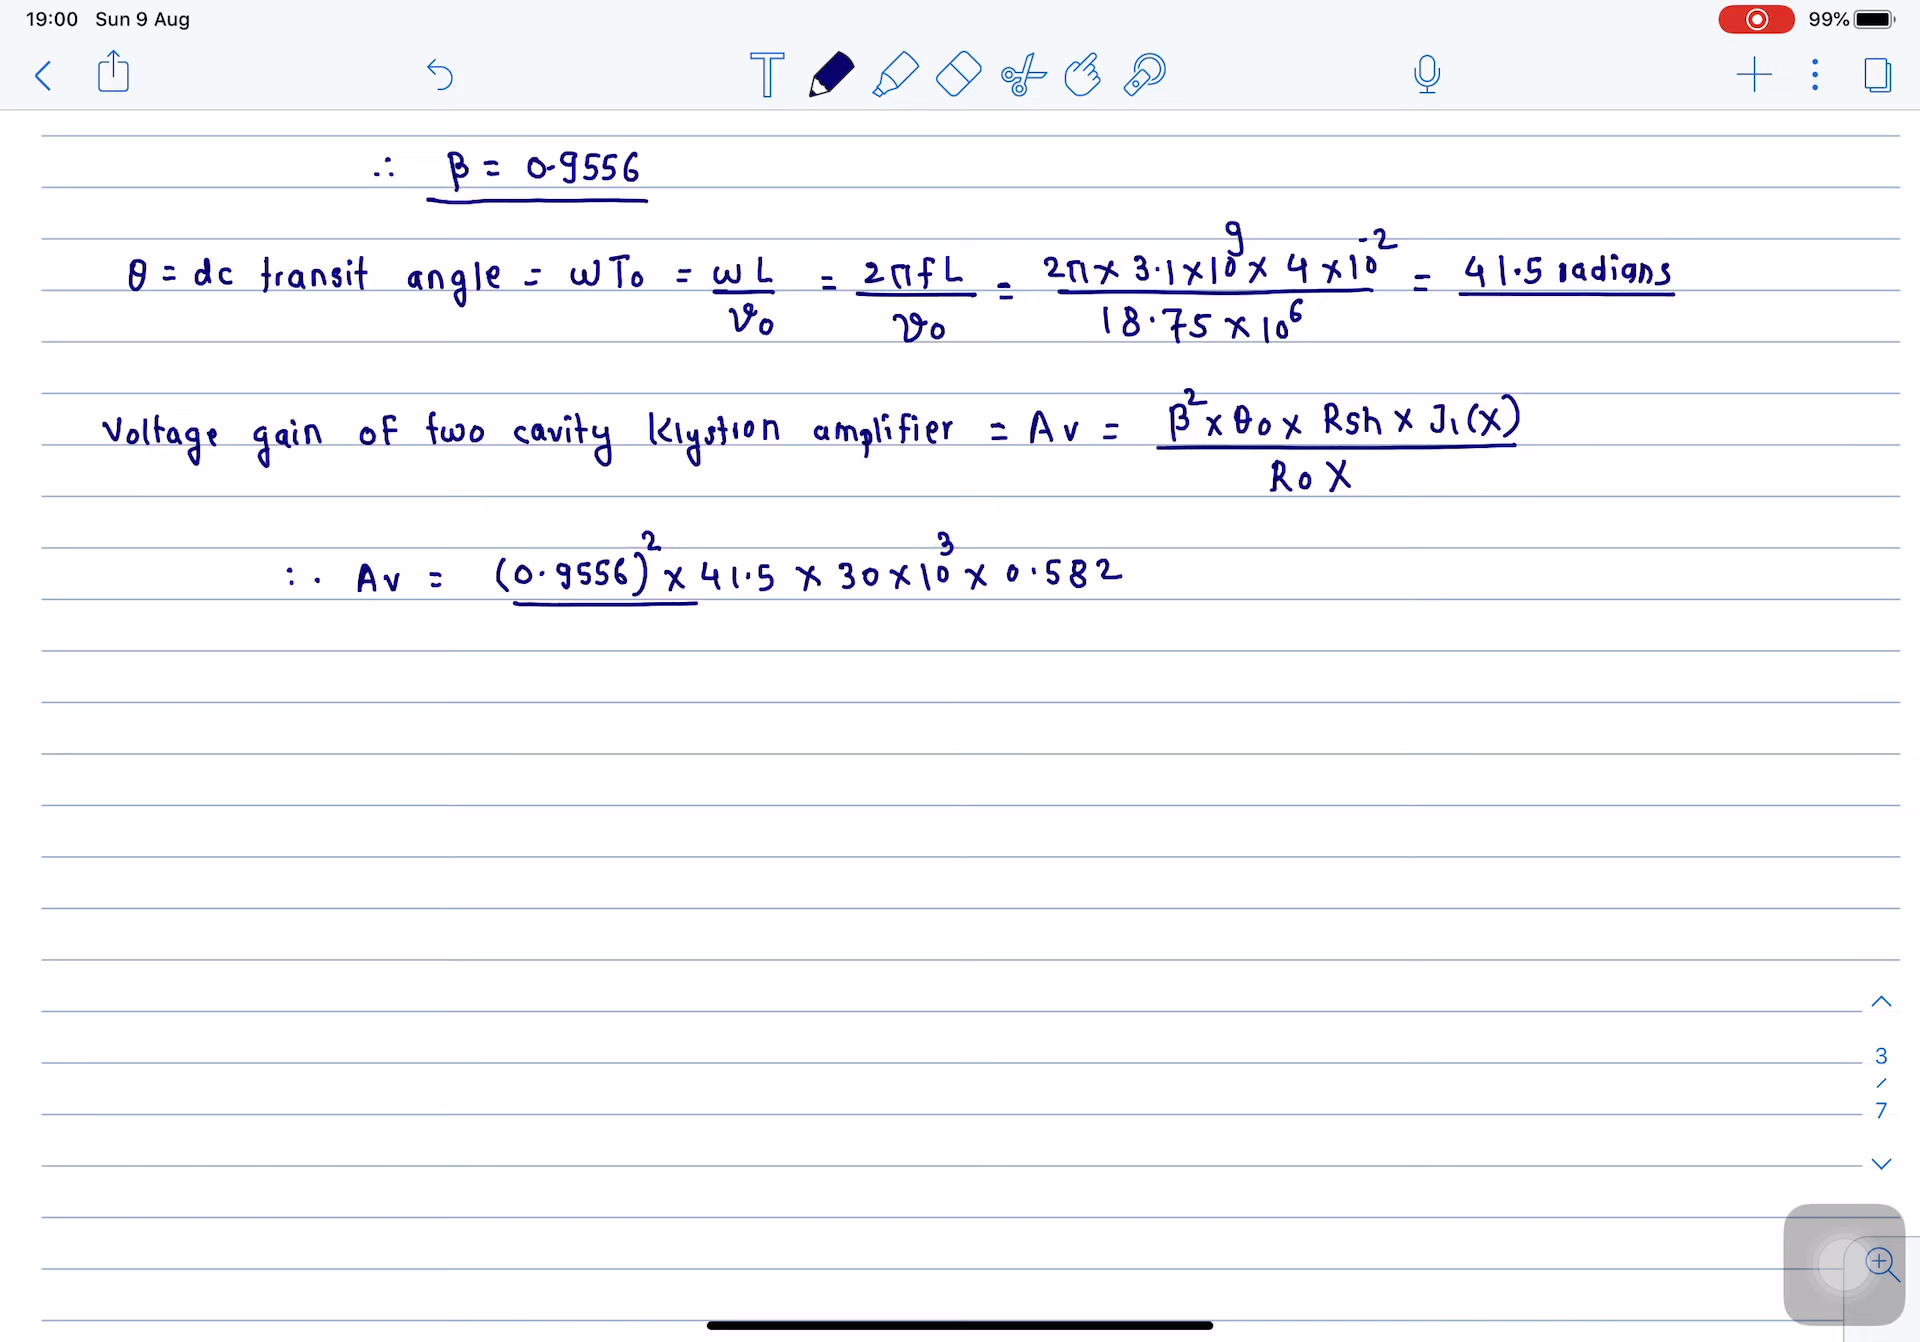 19:00 Sun 9 Aug 99%
∴ β = 0.9556
θ = dc transit angle = ωT₀ = ωL/v₀ = 2πfL/v₀ = 2π × 3.1 × 10⁹ × 4 × 10⁻²/18.75 × 10⁶ = 41.5 radians
Voltage gain of two cavity Klystron amplifier = Av = β² × θ₀ × Rsh × J₁(X)/R₀ X
∴ Av = (0.9556)² × 41.5 × 30 × 10³ × 0.582
3
/
7